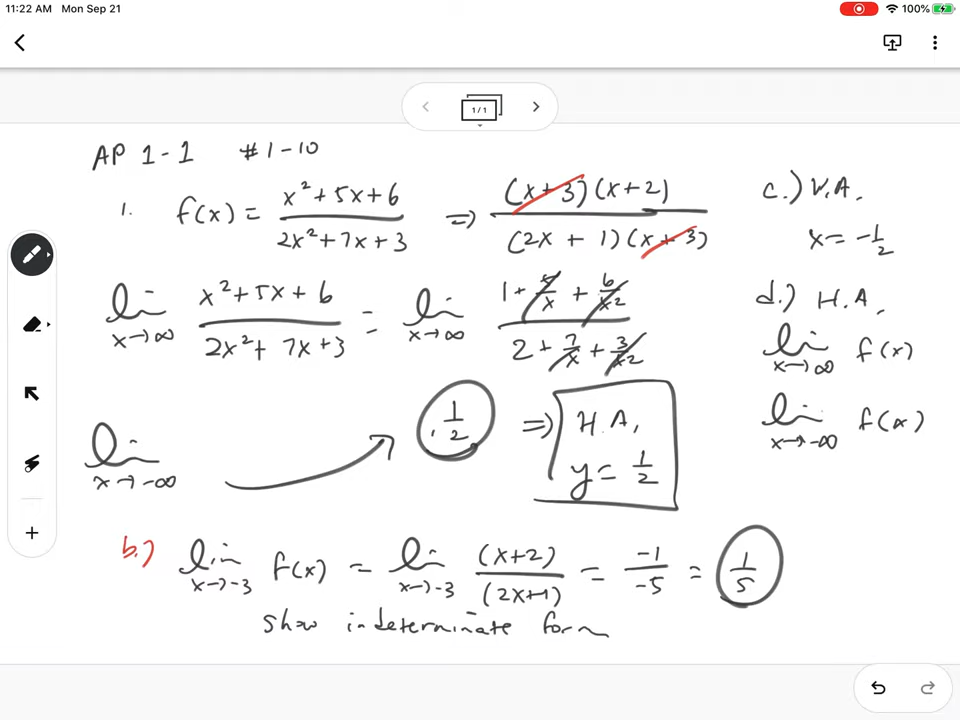 11:22 AM Mon Sep 21 100%
1/1
AP 1-1 #1-10
1. f(x) = (x²+5x+6)/(2x²+7x+3) => ((x+3)(x+2))/((2x+1)(x+3))
c.) V.A.
x = -1/2
lim x→∞ (x²+5x+6)/(2x²+7x+3) = lim x→∞ (1+5/x+6/x²)/(2+7/x+3/x²)
d.) H.A.
lim x→∞ f(x)
lim x→-∞ f(x)
lim x→-∞ 1/2 => H.A. y = 1/2
b.) lim x→-3 f(x) = lim x→-3 (x+2)/(2x+1) = -1/-5 = 1/5
show indeterminate form